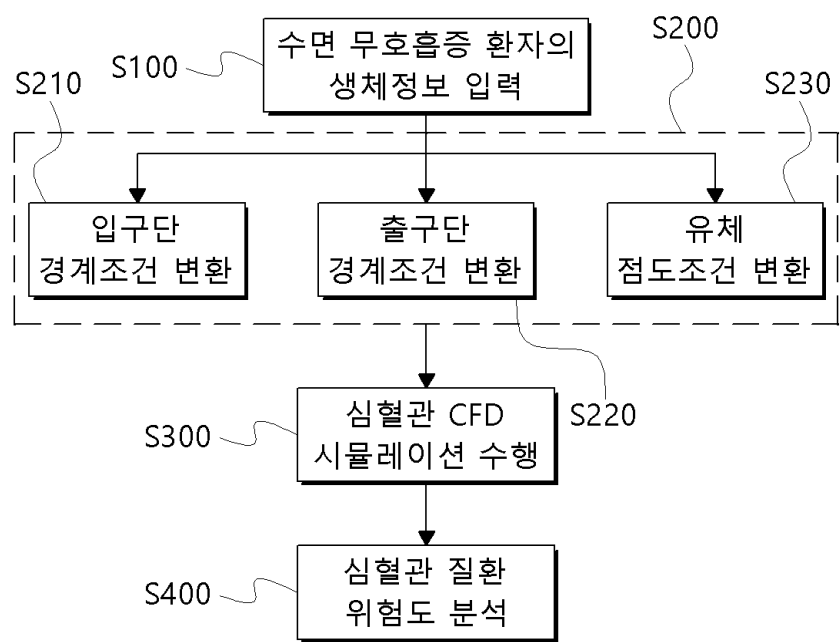 S100
수면 무호흡증 환자의
생체정보 입력
S200
S210
S230
입구단
경계조건 변환
출구단
경계조건 변환
유체
점도조건 변환
S220
S300
심혈관 CFD
시뮬레이션 수행
S400
심혈관 질환
위험도 분석